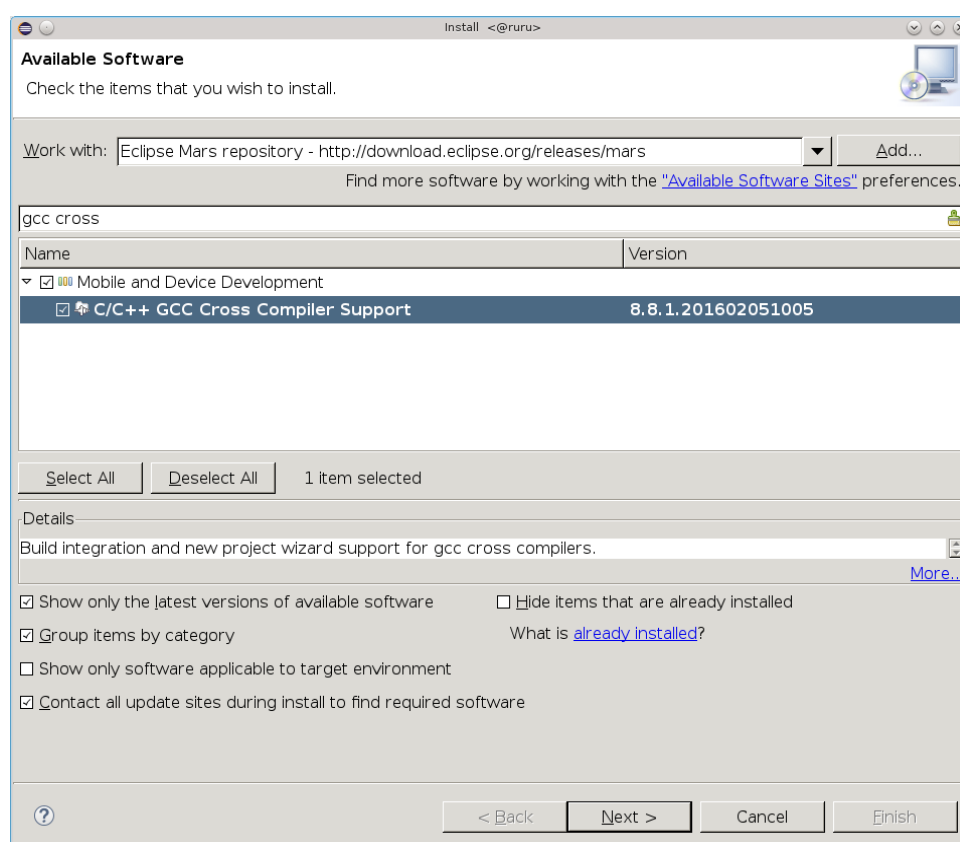 Install <@ruru>
Available Software
Check the items that you wish to install.
Work with: Eclipse Mars repository - http://download.eclipse.org/releases/mars Add...
Find more software by working with the "Available Software Sites" preferences.
gcc cross
Name Version
Mobile and Device Development
C/C++ GCC Cross Compiler Support 8.8.1.201602051005
Select All Deselect All 1 item selected
Details
Build integration and new project wizard support for gcc cross compilers.
More..
Show only the latest versions of available software Hide items that are already installed
Group items by category What is already installed?
Show only software applicable to target environment
Contact all update sites during install to find required software
? < Back Next > Cancel Finish